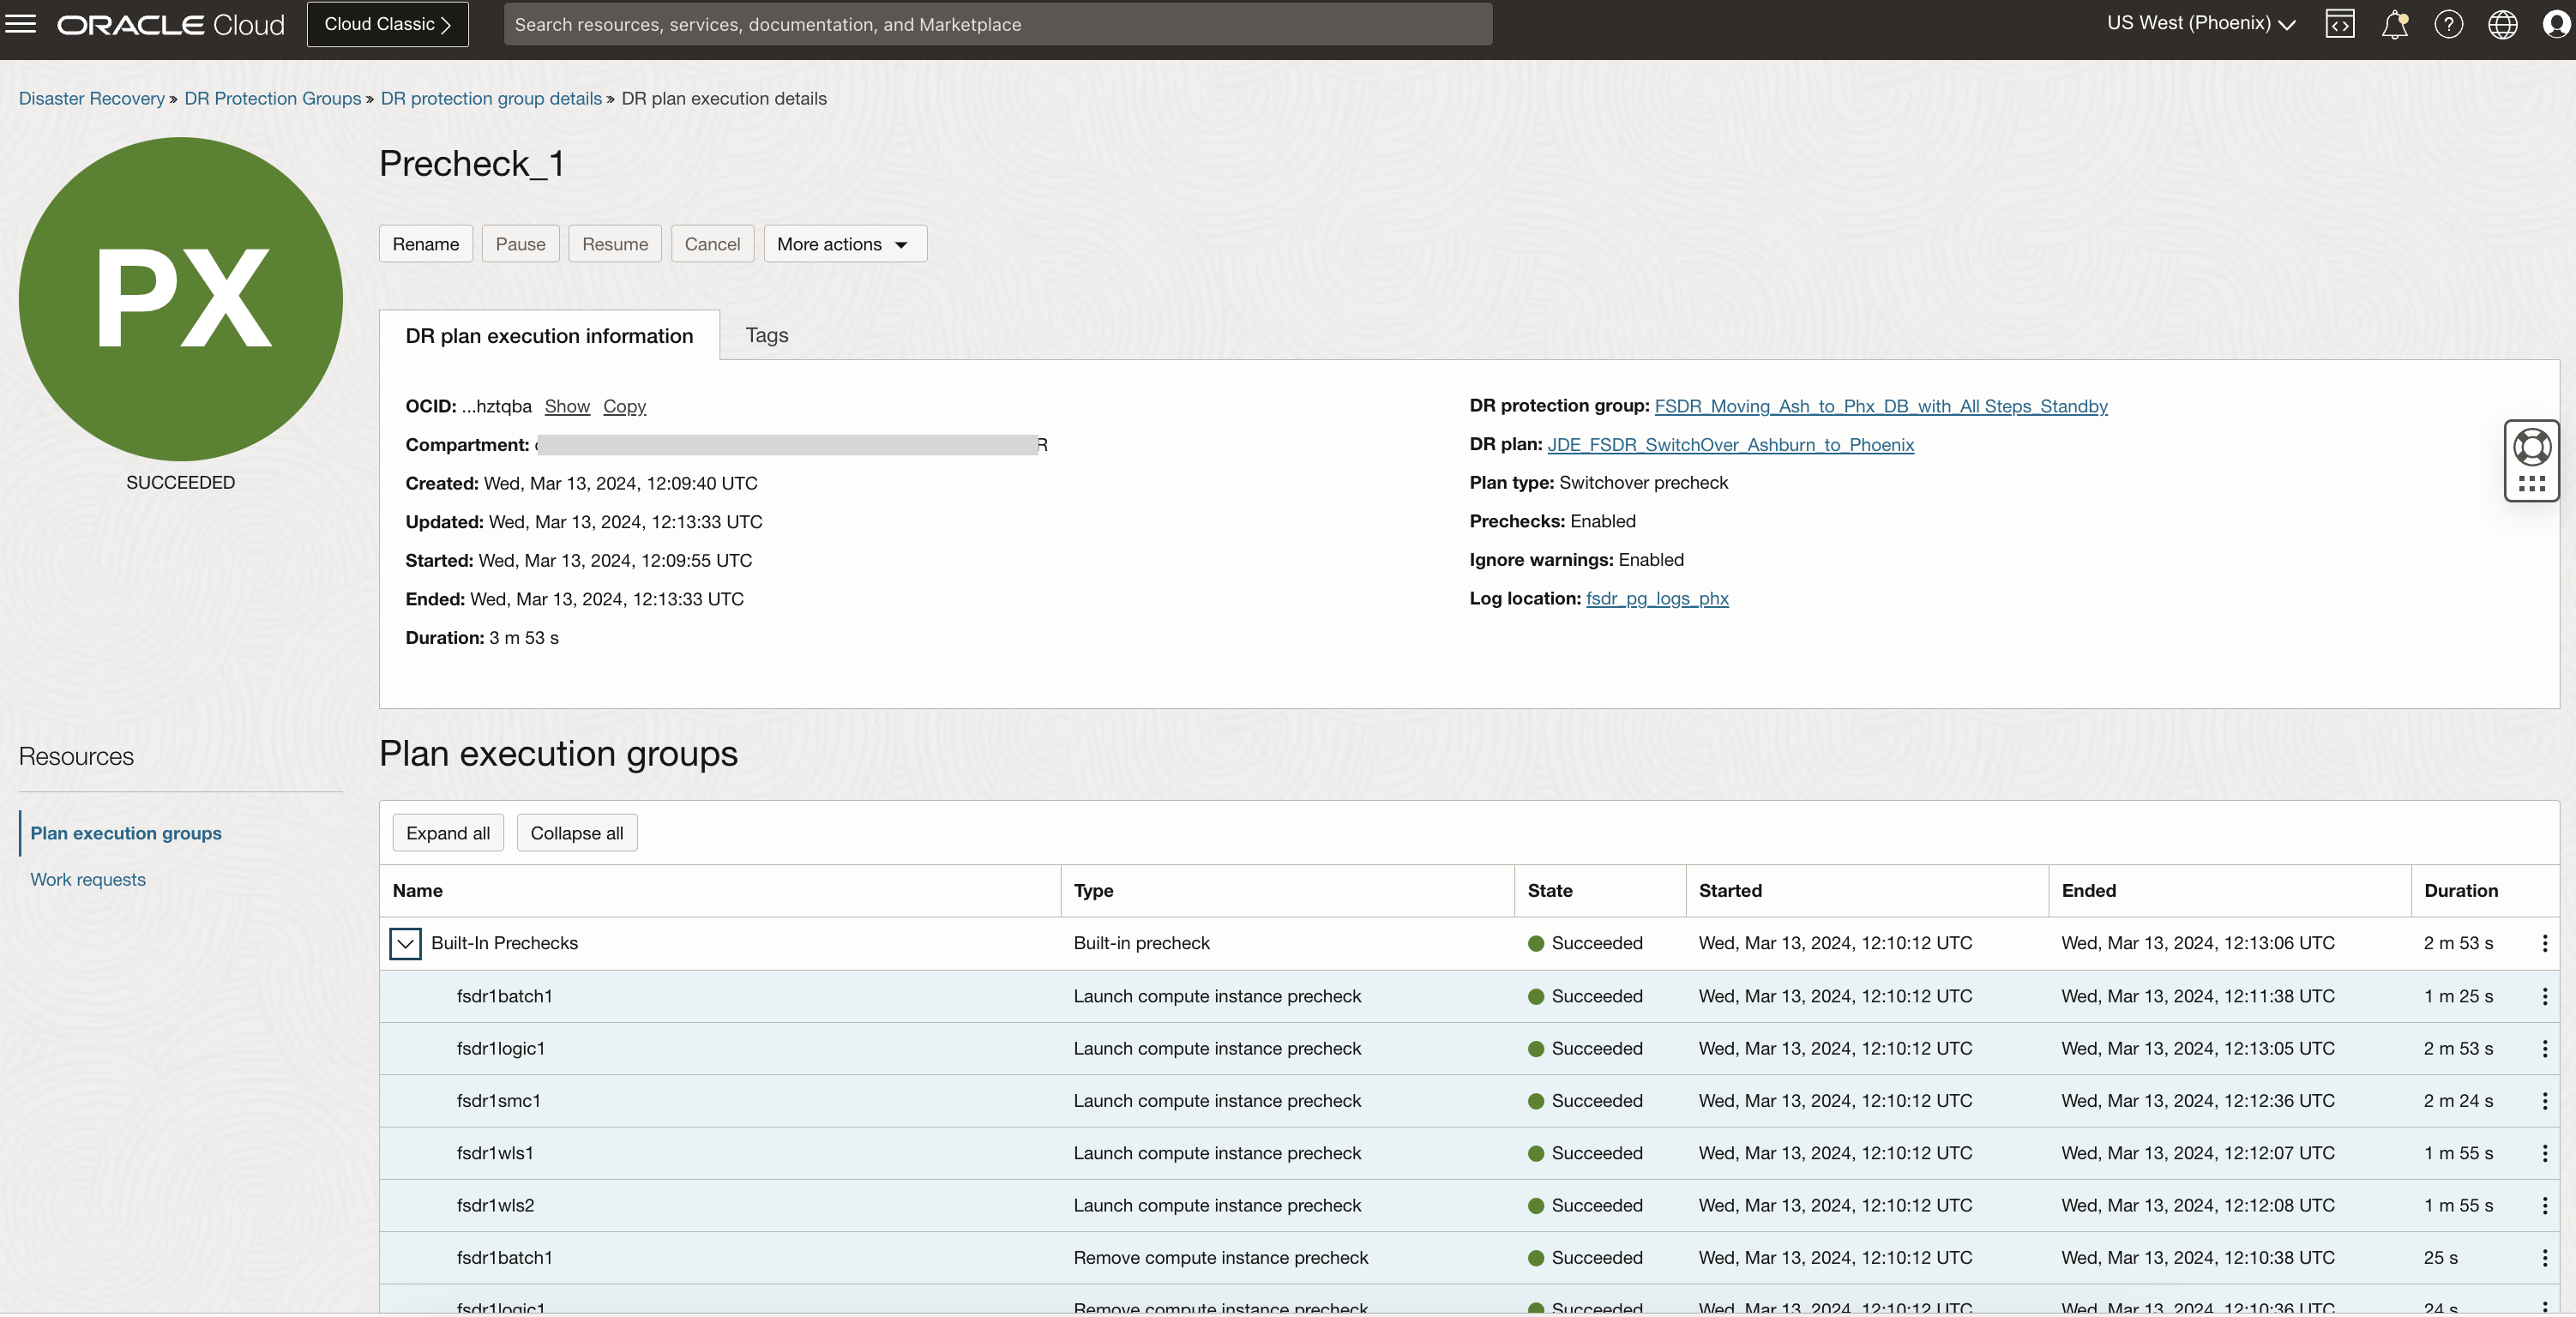 ORACLE Cloud
Cloud Classic
Search resources, services, documentation, and Marketplace
US West (Phoenix)
Disaster Recovery » DR Protection Groups » DR protection group details » DR plan execution details
PX
SUCCEEDED
Precheck_1
Rename Pause Resume Cancel More actions
DR plan execution information Tags
OCID: ...hztqba Show Copy
Compartment: R
Created: Wed, Mar 13, 2024, 12:09:40 UTC
Updated: Wed, Mar 13, 2024, 12:13:33 UTC
Started: Wed, Mar 13, 2024, 12:09:55 UTC
Ended: Wed, Mar 13, 2024, 12:13:33 UTC
Duration: 3 m 53 s
DR protection group: FSDR_Moving_Ash_to_Phx_DB_with_All Steps_Standby
DR plan: JDE_FSDR_SwitchOver_Ashburn_to_Phoenix
Plan type: Switchover precheck
Prechecks: Enabled
Ignore warnings: Enabled
Log location: fsdr_pg_logs_phx
Resources
Plan execution groups
Work requests
Plan execution groups
Expand all Collapse all
Name Type State Started Ended Duration
Built-In Prechecks Built-in precheck Succeeded Wed, Mar 13, 2024, 12:10:12 UTC Wed, Mar 13, 2024, 12:13:06 UTC 2 m 53 s
fsdr1batch1 Launch compute instance precheck Succeeded Wed, Mar 13, 2024, 12:10:12 UTC Wed, Mar 13, 2024, 12:11:38 UTC 1 m 25 s
fsdr1logic1 Launch compute instance precheck Succeeded Wed, Mar 13, 2024, 12:10:12 UTC Wed, Mar 13, 2024, 12:13:05 UTC 2 m 53 s
fsdr1smc1 Launch compute instance precheck Succeeded Wed, Mar 13, 2024, 12:10:12 UTC Wed, Mar 13, 2024, 12:12:36 UTC 2 m 24 s
fsdr1wls1 Launch compute instance precheck Succeeded Wed, Mar 13, 2024, 12:10:12 UTC Wed, Mar 13, 2024, 12:12:07 UTC 1 m 55 s
fsdr1wls2 Launch compute instance precheck Succeeded Wed, Mar 13, 2024, 12:10:12 UTC Wed, Mar 13, 2024, 12:12:08 UTC 1 m 55 s
fsdr1batch1 Remove compute instance precheck Succeeded Wed, Mar 13, 2024, 12:10:12 UTC Wed, Mar 13, 2024, 12:10:38 UTC 25 s
fsdr1logic1 Remove compute instance precheck Succeeded Wed, Mar 13, 2024, 12:10:12 UTC Wed, Mar 13, 2024, 12:10:36 UTC 24 s